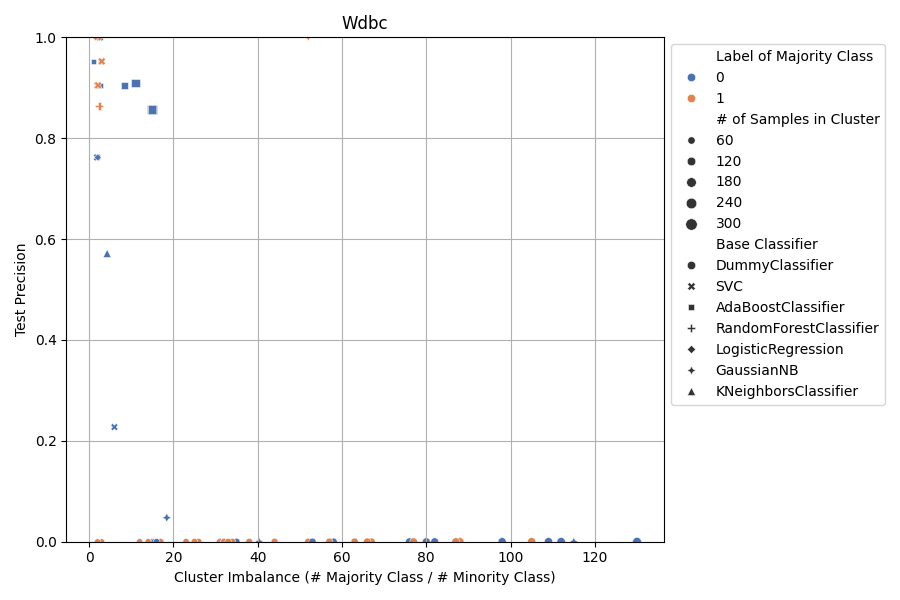 Wdbc
Test Precision
1.0
0.8
0.6
0.4
0.2
0.0
0 20 40 60 80 100 120
Cluster Imbalance (# Majority Class / # Minority Class)
Label of Majority Class
0
1
# of Samples in Cluster
60
120
180
240
300
Base Classifier
DummyClassifier
SVC
AdaBoostClassifier
RandomForestClassifier
LogisticRegression
GaussianNB
KNeighborsClassifier